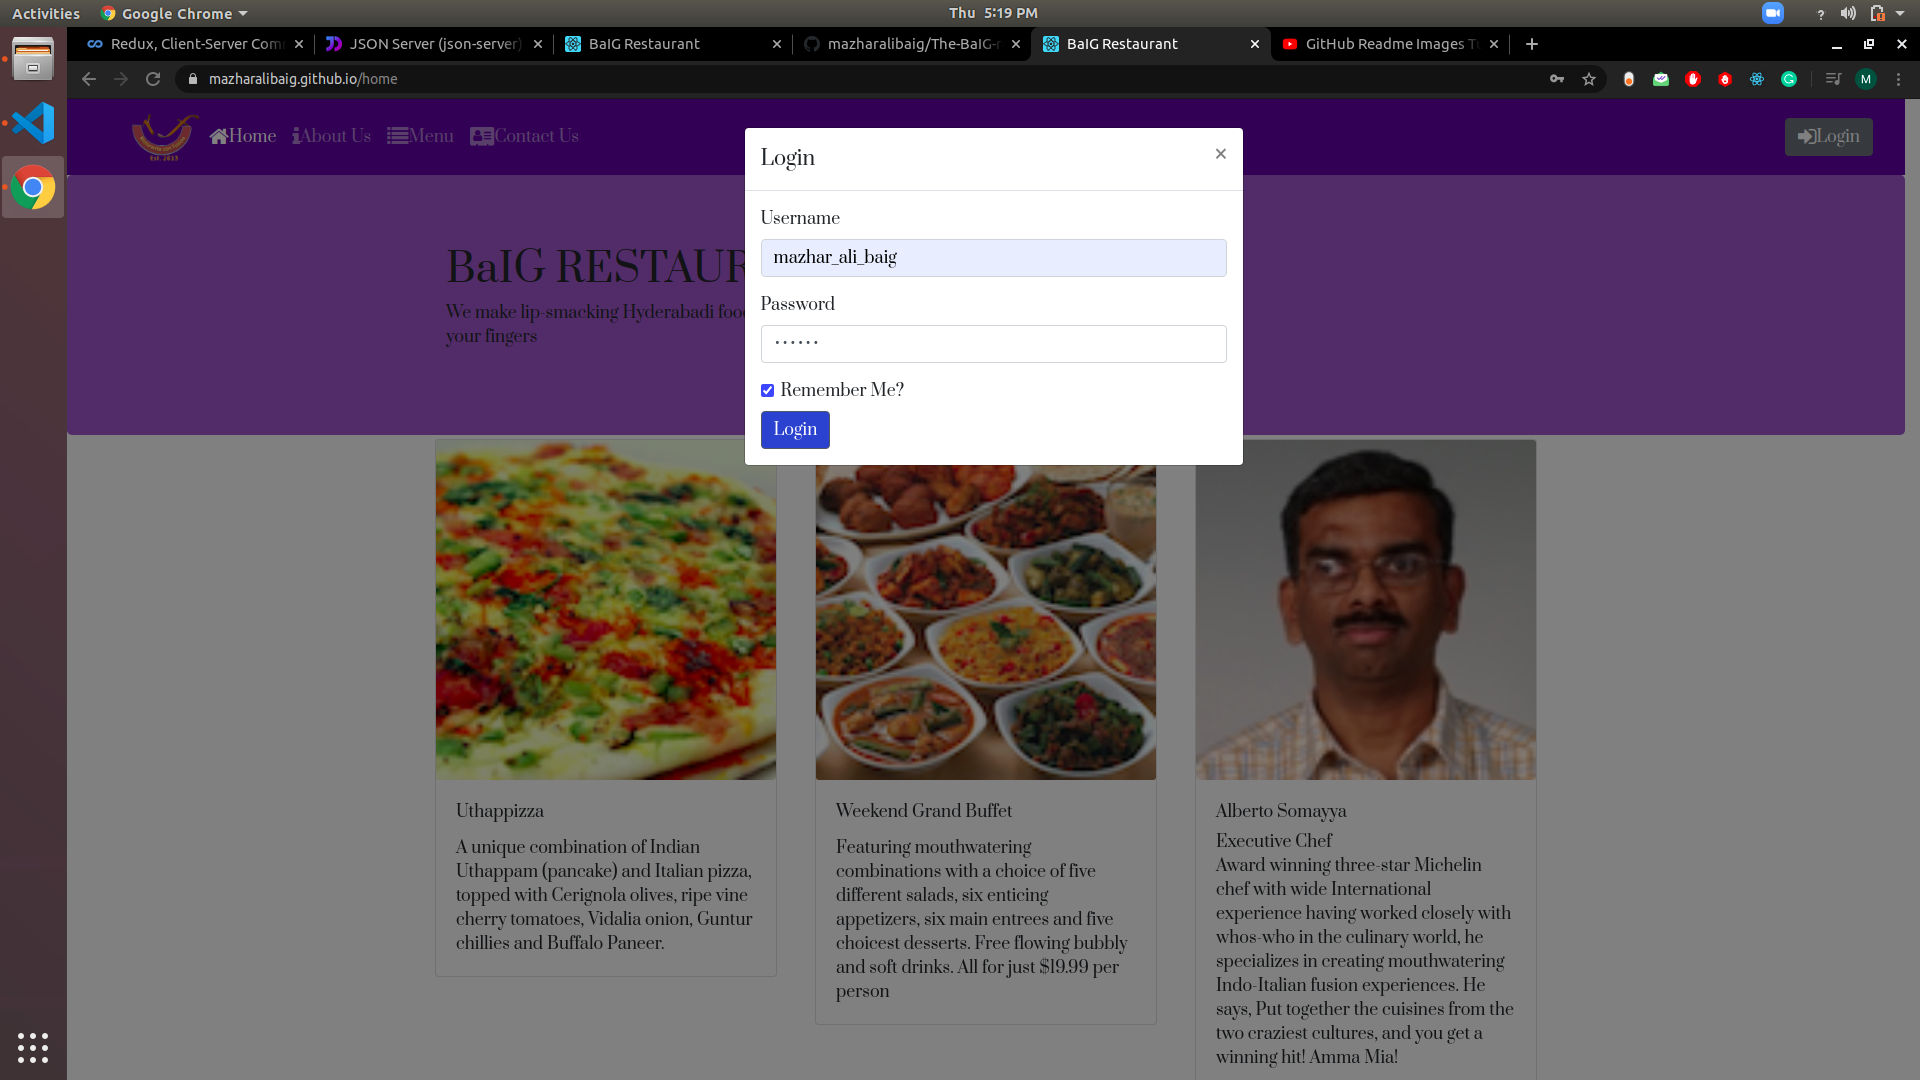 Activities
Google Chrome
Thu 5:19 PM
Redux, Client-Server Com
JSON Server (json-server)
BaIG Restaurant
mazharalibaig/The-BaIG-r
BaIG Restaurant
GitHub Readme Images Tu
mazharalibaig.github.io/home
M
Est. 2015
Home
About Us
Menu
Contact Us
Login
Login
×
Username
mazhar_ali_baig
Password
······
Remember Me?
Login
BaIG RESTAUR
We make lip-smacking Hyderabadi food
your fingers
Uthappizza
A unique combination of Indian
Uthappam (pancake) and Italian pizza,
topped with Cerignola olives, ripe vine
cherry tomatoes, Vidalia onion, Guntur
chillies and Buffalo Paneer.
Weekend Grand Buffet
Featuring mouthwatering
combinations with a choice of five
different salads, six enticing
appetizers, six main entrees and five
choicest desserts. Free flowing bubbly
and soft drinks. All for just $19.99 per
person
Alberto Somayya
Executive Chef
Award winning three-star Michelin
chef with wide International
experience having worked closely with
whos-who in the culinary world, he
specializes in creating mouthwatering
Indo-Italian fusion experiences. He
says, Put together the cuisines from the
two craziest cultures, and you get a
winning hit! Amma Mia!